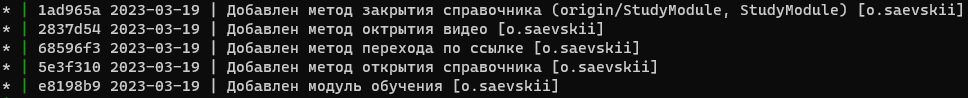 * | 1ad965a 2023-03-19 | Добавлен метод закрытия справочника (origin/StudyModule, StudyModule) [o.saevskii]
* | 2837d54 2023-03-19 | Добавлен метод октрытия видео [o.saevskii]
* | 68596f3 2023-03-19 | Добавлен метод перехода по ссылке [o.saevskii]
* | 5e3f310 2023-03-19 | Добавлен метод открытия справочника [o.saevskii]
* | e8198b9 2023-03-19 | Добавлен модуль обучения [o.saevskii]